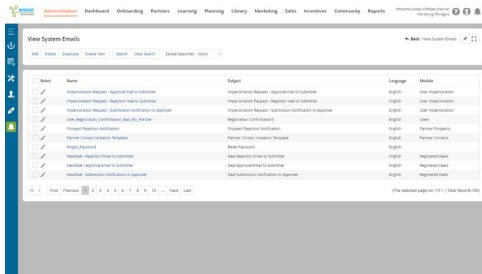 WIDGET
Administration Dashboard Onboarding Partners Learning Planning Library Marketing Sales Incentives Community Reports
Marketing Manager
View System Emails
Back / View System Emails
Add Delete Duplicate Create View Search Clear Search Saved Searches Select
Select Name Subject Language Module
Impersonation Request - Approval mail to Submitter Impersonation Request - Approval mail to Submitter English User Impersonation
Impersonation Request - Rejection mail to Submitter Impersonation Request - Rejection mail to Submitter English User Impersonation
Impersonation Request - Submission Notification to Approver Impersonation Request - Submission Notification to Approver English User Impersonation
User_Registration_Confirmation_Mail_For_Partner Registration Confirmation! English Users
Prospect Rejection Notification Prospect Rejection Notification English Partner Prospects
Partner Contact Invitation Template Partner Contact Invitation Template English Partner Contacts
Forgot_Password Reset Password English
NewDeal - Rejection Email to Submitter Deal Rejection Email to Submitter English Registered Deals
NewDeal - Approval Email to Submitter Deal Approval Email to Submitter English Registered Deals
NewDeal - Submission Notification to Approver Deal Submission Notification to Approver English Registered Deals
10 First Previous 1 2 3 4 5 6 7 8 9 10 ... Next Last